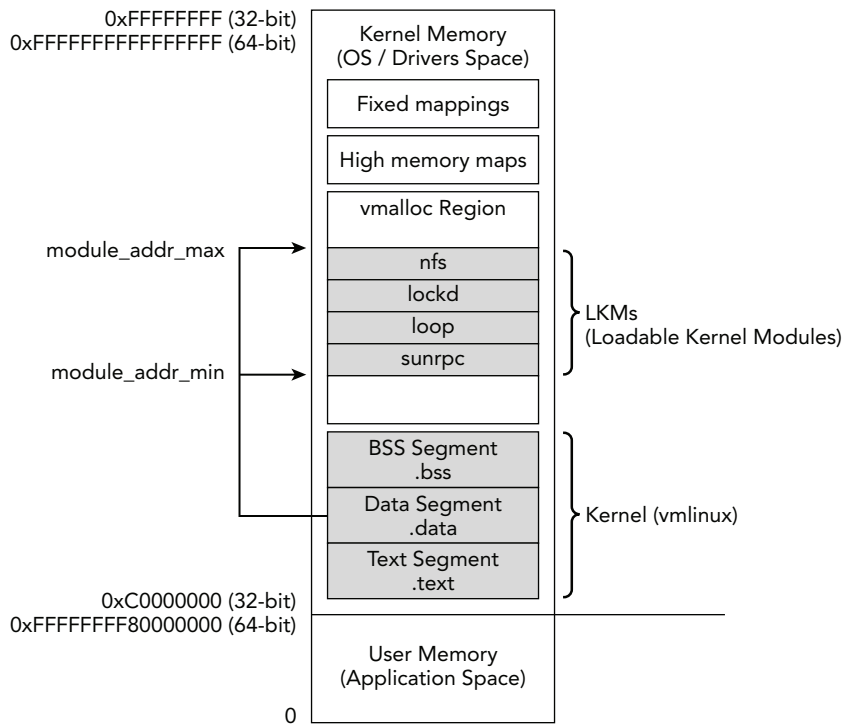 0xFFFFFFFF (32-bit)
0xFFFFFFFFFFFFFFFF (64-bit)
Kernel Memory
(OS / Drivers Space)
Fixed mappings
High memory maps
vmalloc Region
module_addr_max
nfs
lockd
loop
sunrpc
LKMs
(Loadable Kernel Modules)
module_addr_min
BSS Segment
.bss
Data Segment
.data
Text Segment
.text
Kernel (vmlinux)
0xC0000000 (32-bit)
0xFFFFFFFF80000000 (64-bit)
User Memory
(Application Space)
0